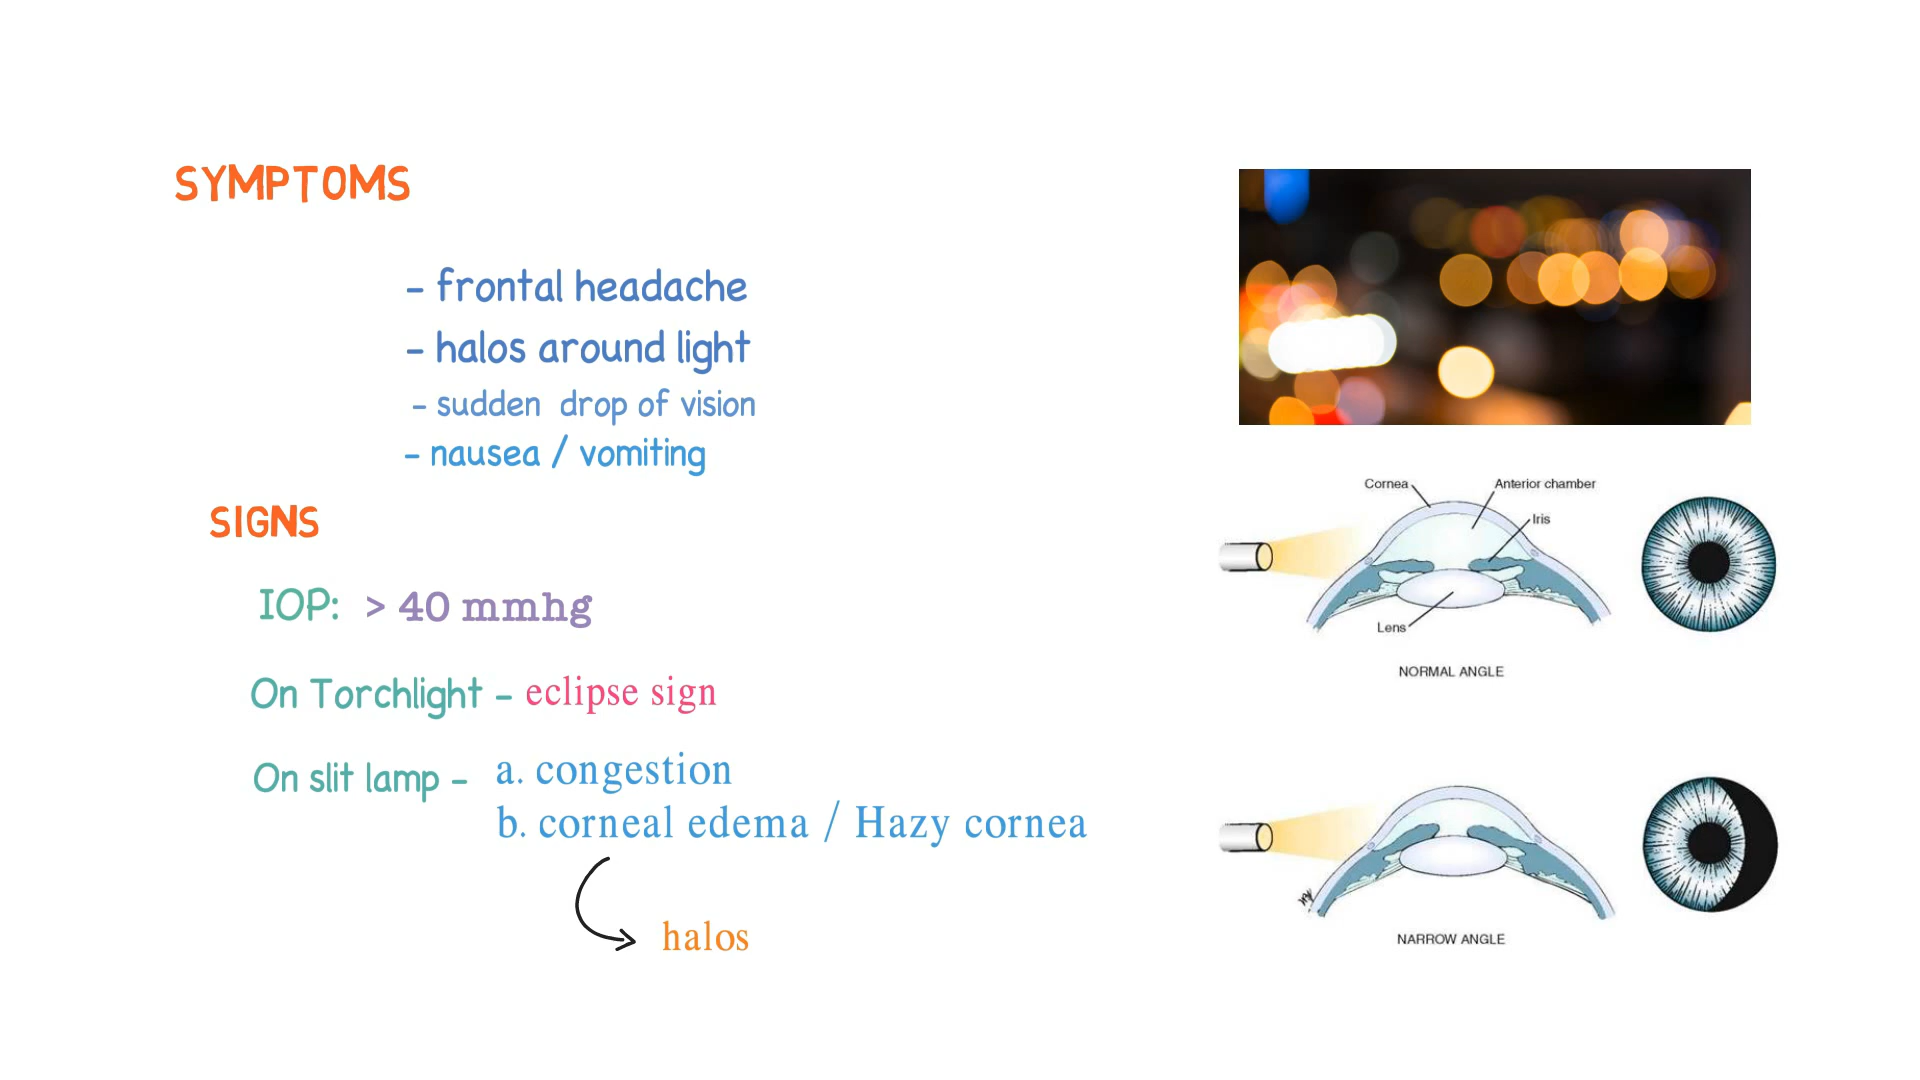 SYMPTOMS
- frontal headache
- halos around light
- sudden drop of vision
- nausea / vomiting
SIGNS
IOP: > 40 mmhg
On Torchlight - eclipse sign
On slit lamp - a. congestion
b. corneal edema / Hazy cornea
halos
Cornea
Anterior chamber
Iris
Lens
NORMAL ANGLE
NARROW ANGLE